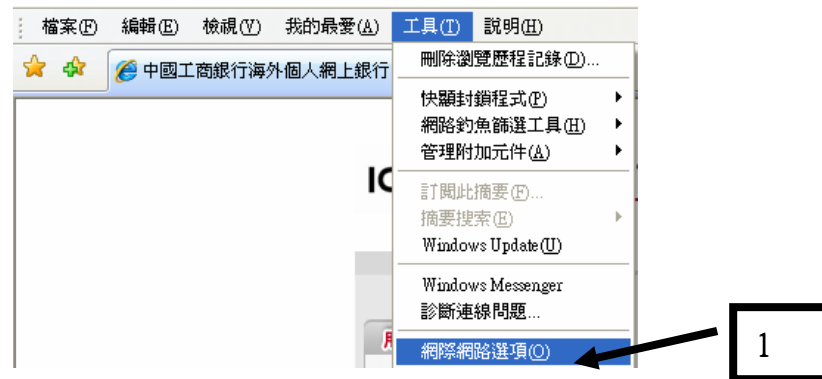 檔案(F) 編輯(E) 檢視(V) 我的最愛(A) 工具(T) 說明(H)
中國工商銀行海外個人網上銀行
刪除瀏覽歷程記錄(D)...
快顯封鎖程式(P)
網路釣魚篩選工具(H)
管理附加元件(A)
IC
訂閱此摘要(F)...
摘要搜索(E)
Windows Update(U)
Windows Messenger
診斷連線問題...
網際網路選項(O)
1